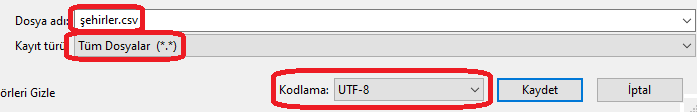 Dosya adı: şehirler.csv
Kayıt türü: Tüm Dosyalar (*.*)
örleri Gizle Kodlama: UTF-8 Kaydet İptal